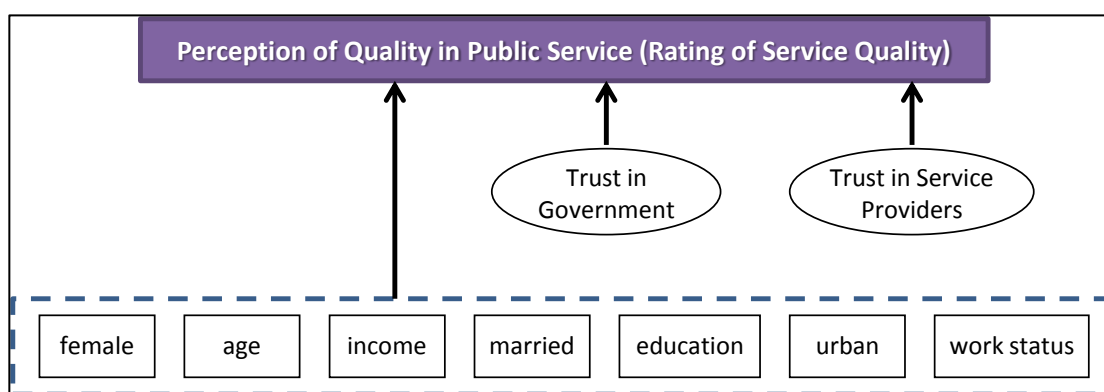 Perception of Quality in Public Service (Rating of Service Quality)
Trust in
Government
Trust in Service
Providers
female
age
income
married
education
urban
work status